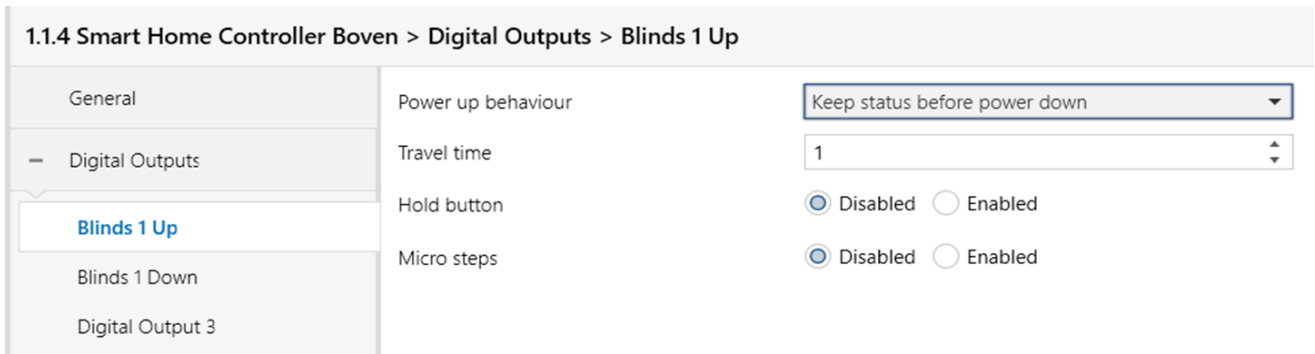 1.1.4 Smart Home Controller Boven > Digital Outputs > Blinds 1 Up
General
Power up behaviour Keep status before power down
Digital Outputs
Travel time 1
Hold button Disabled Enabled
Blinds 1 Up
Micro steps Disabled Enabled
Blinds 1 Down
Digital Output 3